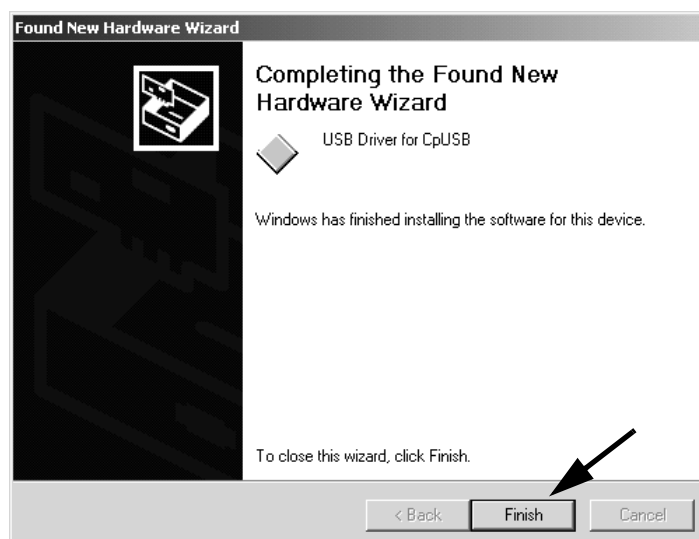 Found New Hardware Wizard
Completing the Found New
Hardware Wizard
USB Driver for CpUSB
Windows has finished installing the software for this device.
To close this wizard, click Finish.
< Back
Finish
Cancel